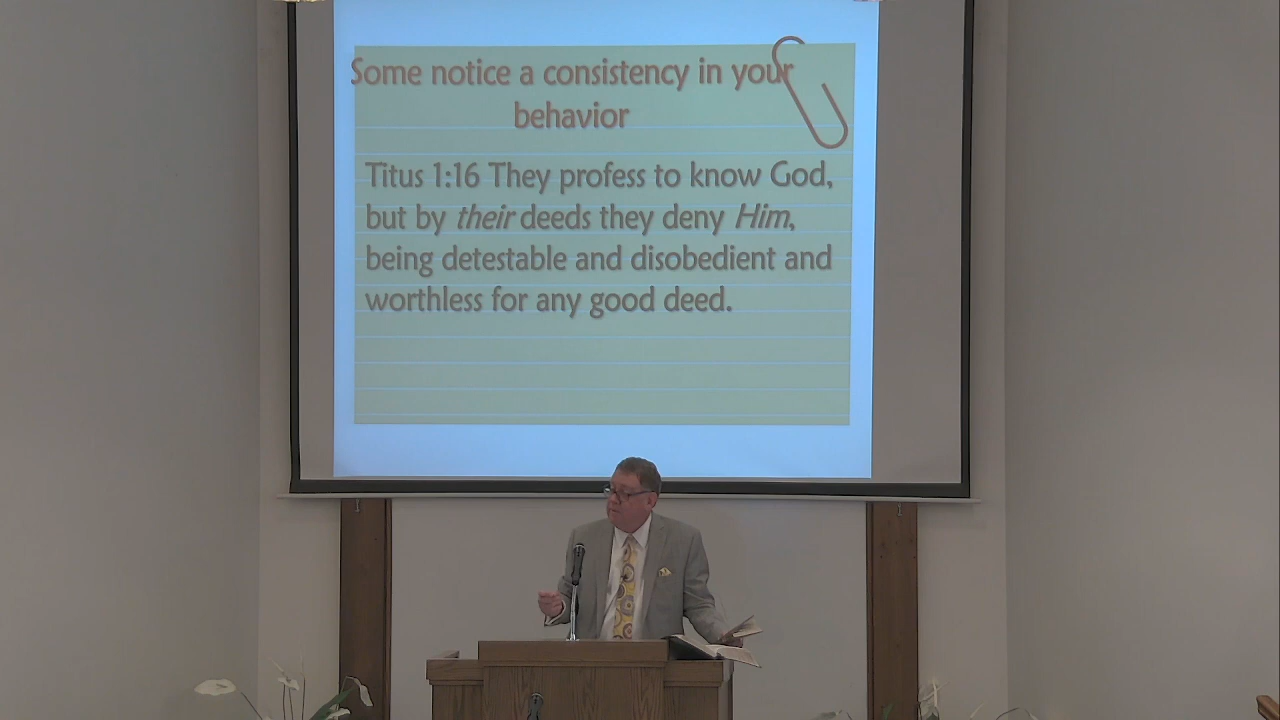 Some notice a consistency in your
behavior
Titus 1:16 They profess to know God,
but by their deeds they deny Him,
being detestable and disobedient and
worthless for any good deed.